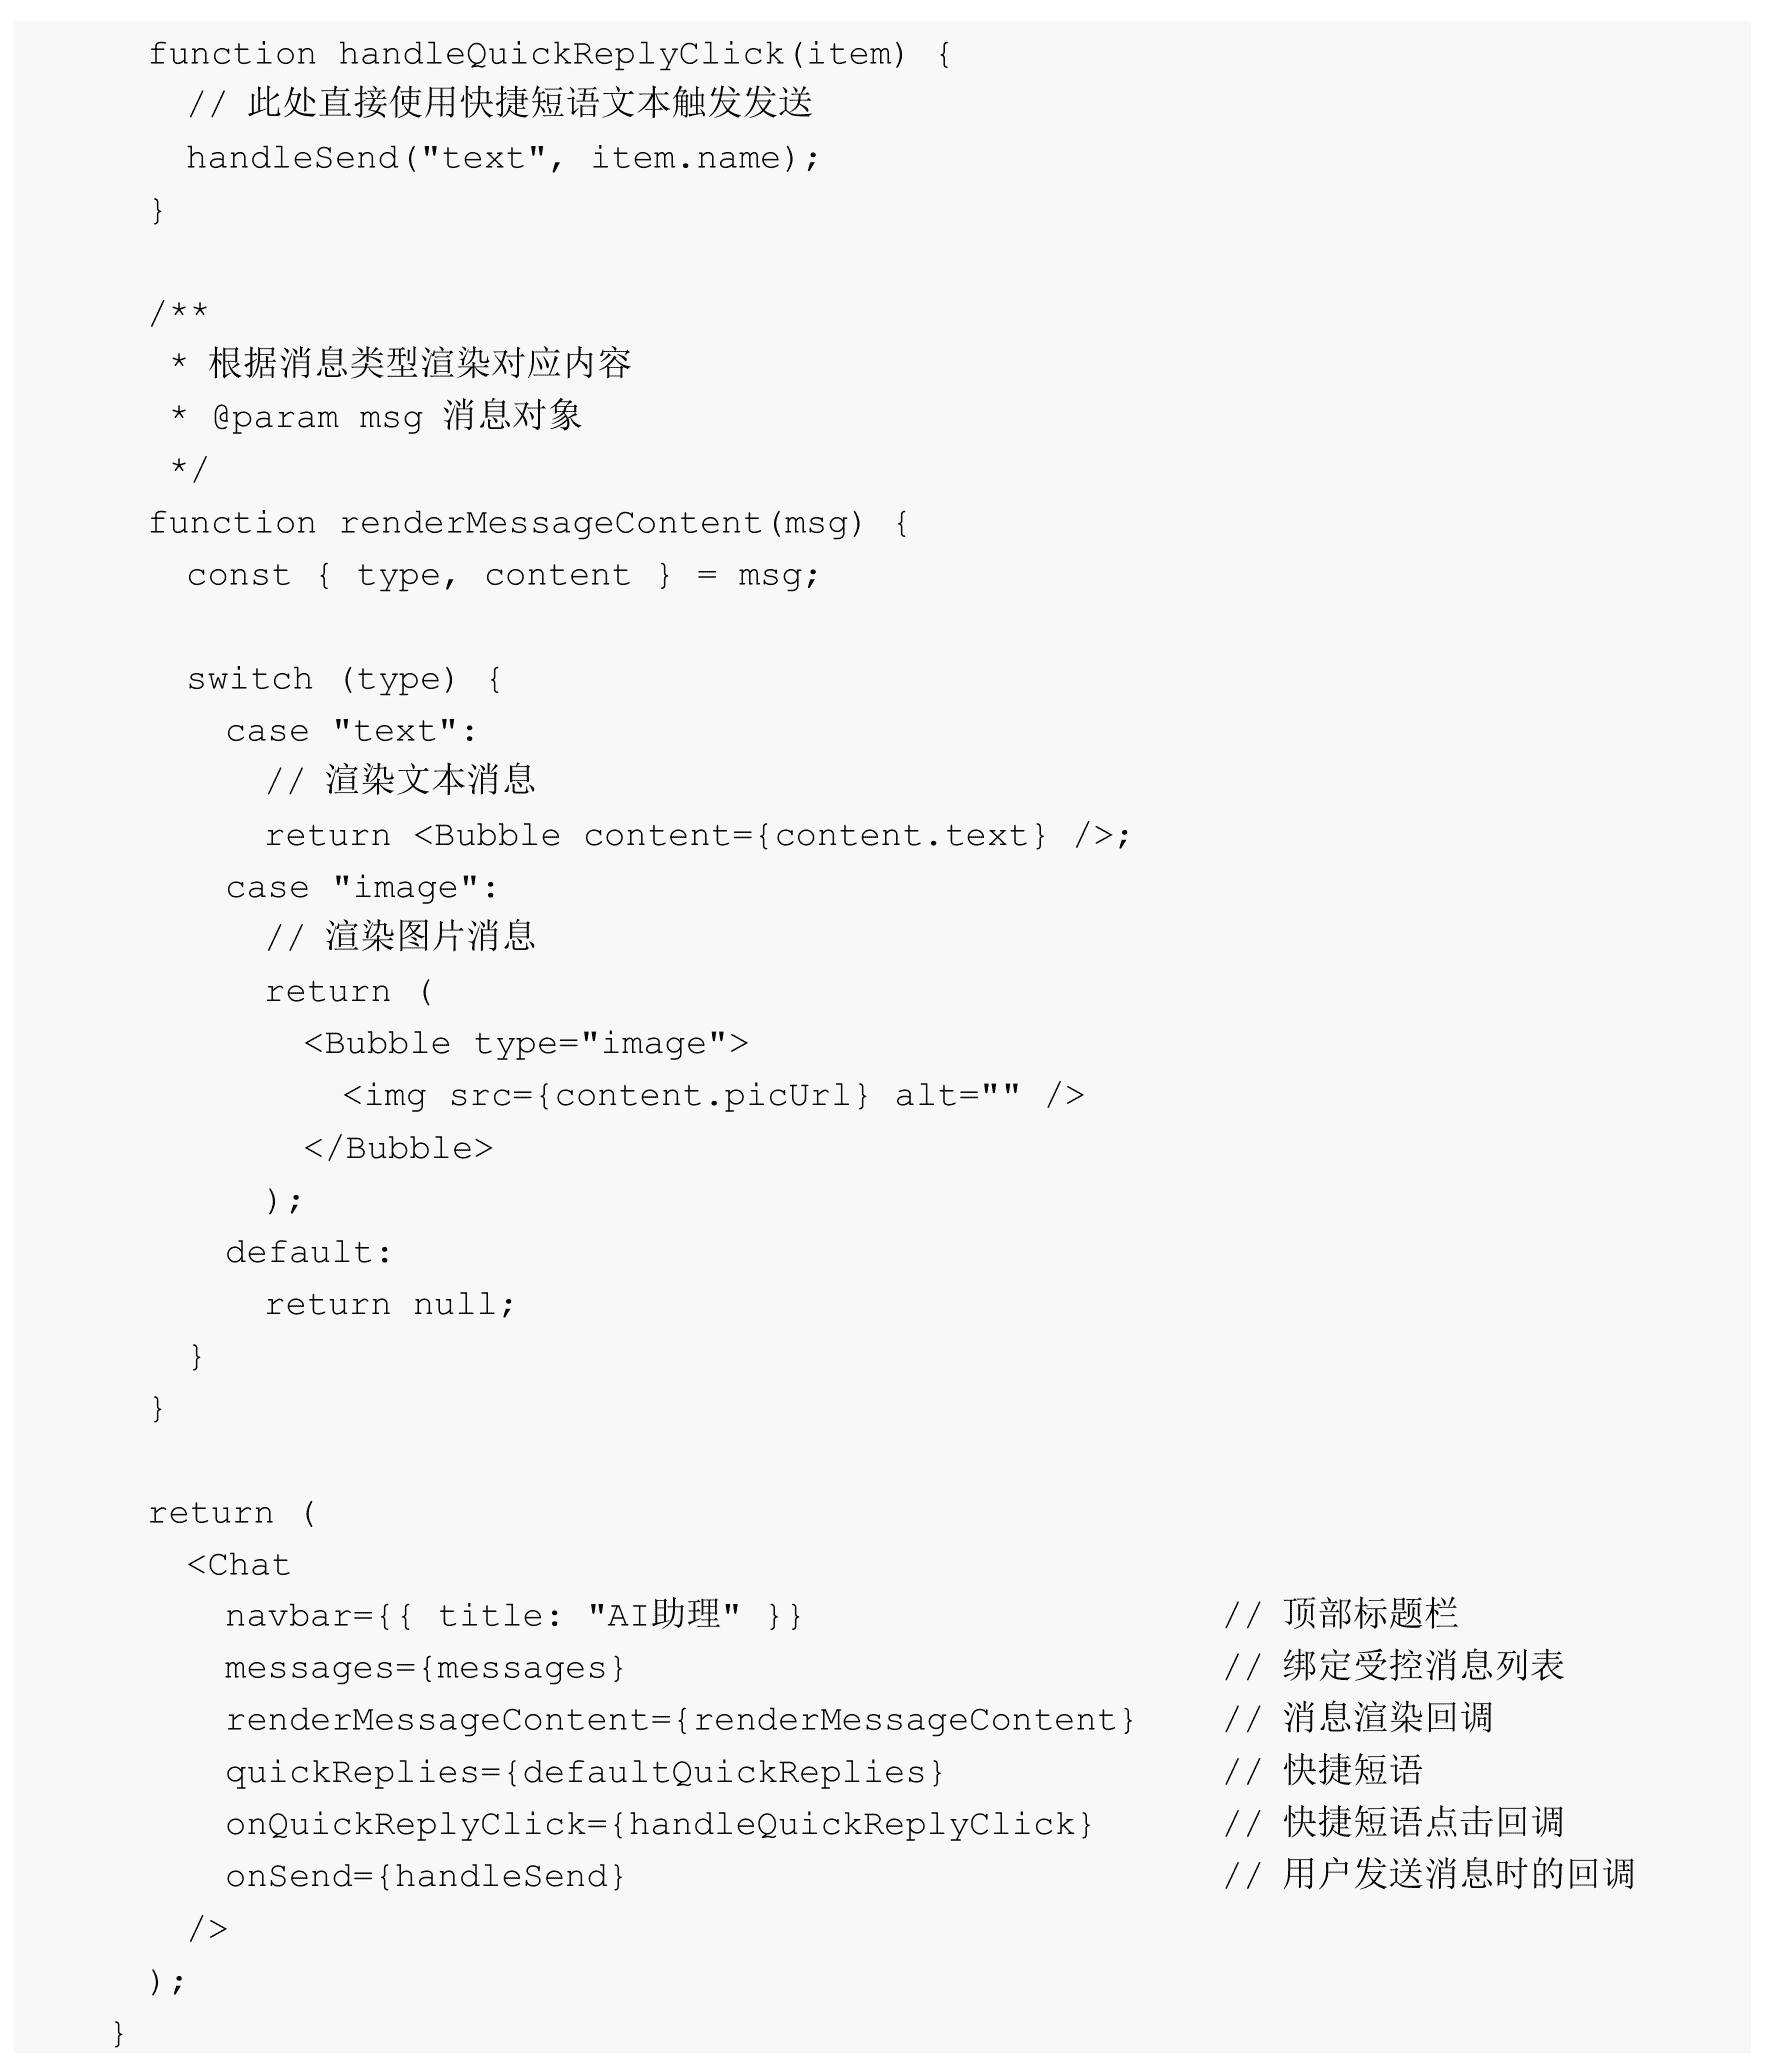 function handleQuickReplyClick(item) {
// 此处直接使用快捷短语文本触发发送
handleSend("text", item.name);
}
/**
* 根据消息类型渲染对应内容
* @param msg 消息对象
*/
function renderMessageContent(msg) {
const { type, content } = msg;
switch (type) {
case "text":
// 渲染文本消息
return <Bubble content={content.text} />;
case "image":
// 渲染图片消息
return (
<Bubble type="image">
<img src={content.picUrl} alt="" />
</Bubble>
);
default:
return null;
}
}
return (
<Chat
navbar={{ title: "AI助理" }} // 顶部标题栏
messages={messages} // 绑定受控消息列表
renderMessageContent={renderMessageContent} // 消息渲染回调
quickReplies={defaultQuickReplies} // 快捷短语
onQuickReplyClick={handleQuickReplyClick} // 快捷短语点击回调
onSend={handleSend} // 用户发送消息时的回调
/>
);
}